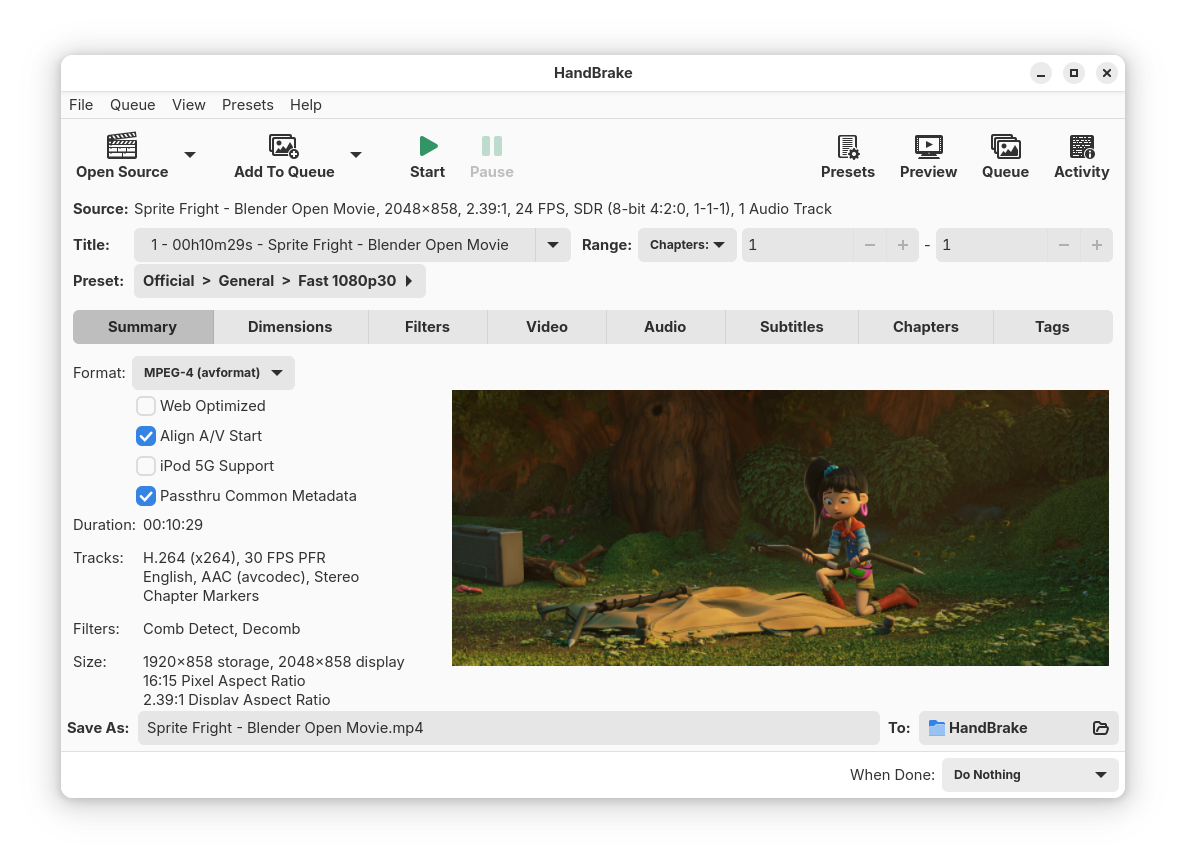 HandBrake
File Queue View Presets Help
Open Source Add To Queue Start Pause Presets Preview Queue Activity
Source: Sprite Fright - Blender Open Movie, 2048×858, 2.39:1, 24 FPS, SDR (8-bit 4:2:0, 1-1-1), 1 Audio Track
Title: 1 - 00h10m29s - Sprite Fright - Blender Open Movie Range: Chapters: 1 - 1
Preset: Official > General > Fast 1080p30
Summary Dimensions Filters Video Audio Subtitles Chapters Tags
Format: MPEG-4 (avformat)
Web Optimized
Align A/V Start
iPod 5G Support
Passthru Common Metadata
Duration: 00:10:29
Tracks: H.264 (x264), 30 FPS PFR
English, AAC (avcodec), Stereo
Chapter Markers
Filters: Comb Detect, Decomb
Size: 1920×858 storage, 2048×858 display
16:15 Pixel Aspect Ratio
2.39:1 Display Aspect Ratio
Save As: Sprite Fright - Blender Open Movie.mp4 To: HandBrake
When Done: Do Nothing